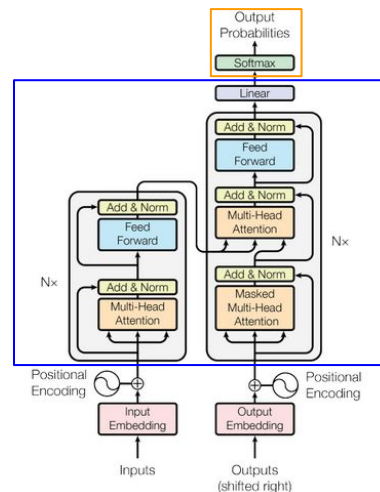 Output
Probabilities
Softmax
Linear
Add & Norm
Feed
Forward
Add & Norm
Multi-Head
Attention
Add & Norm
Masked
Multi-Head
Attention
Nx
Add & Norm
Feed
Forward
Add & Norm
Multi-Head
Attention
Nx
Positional
Encoding
Positional
Encoding
Input
Embedding
Output
Embedding
Inputs
Outputs
(shifted right)